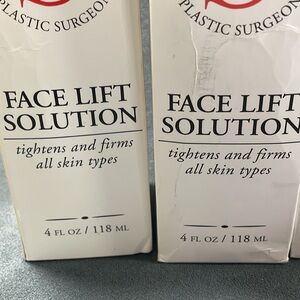 PLASTIC SURGEON
FACE LIFT
SOLUTION
tightens and firms
all skin types
4 FL OZ / 118 ML
PLASTIC SURGEO
FACE LIFT
SOLUTION
tightens and firms
all skin types
4 FL OZ / 118 ML